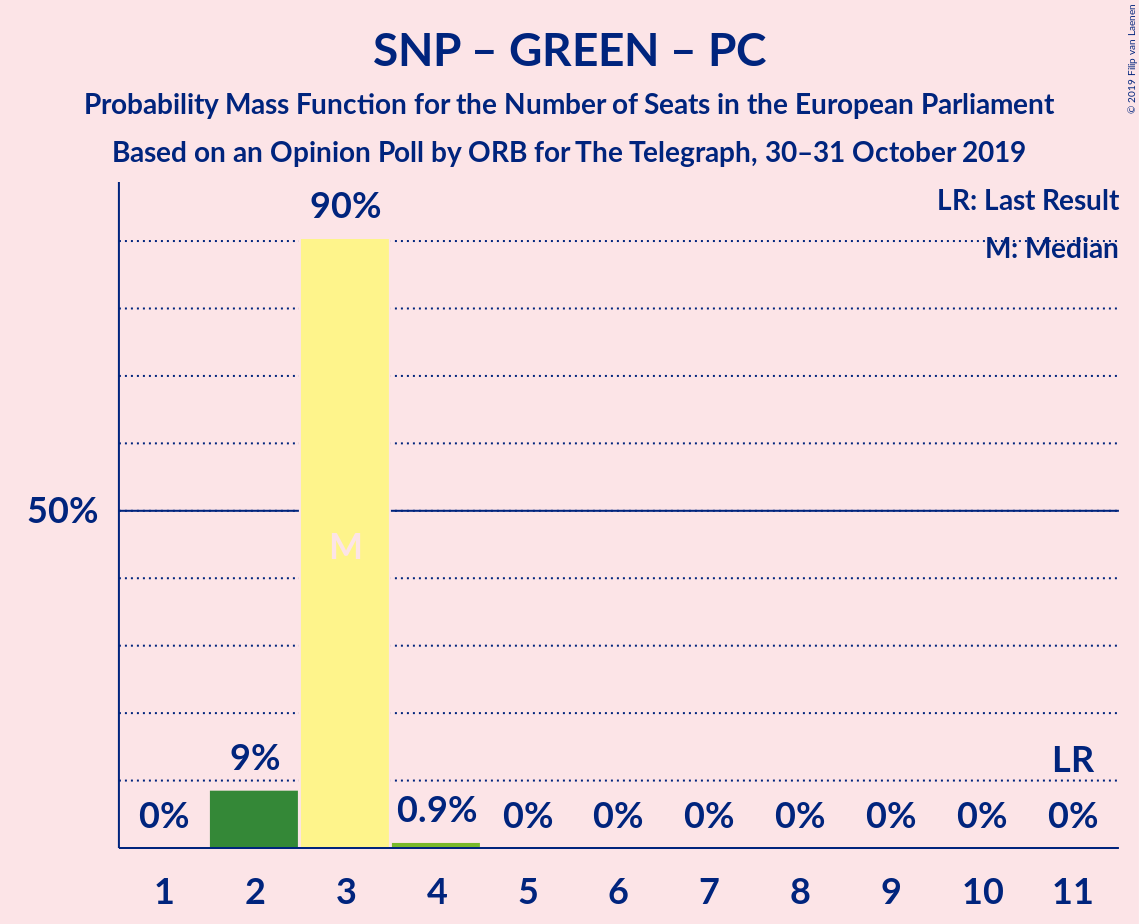 SNP – GREEN – PC
Probability Mass Function for the Number of Seats in the European Parliament
Based on an Opinion Poll by ORB for The Telegraph, 30–31 October 2019
© 2019 Filip van Laenen
LR: Last Result
M: Median
90%
50%
M
9%
LR
0%
0.9%
0%
0%
0%
0%
0%
0%
0%
1 2 3 4 5 6 7 8 9 10 11